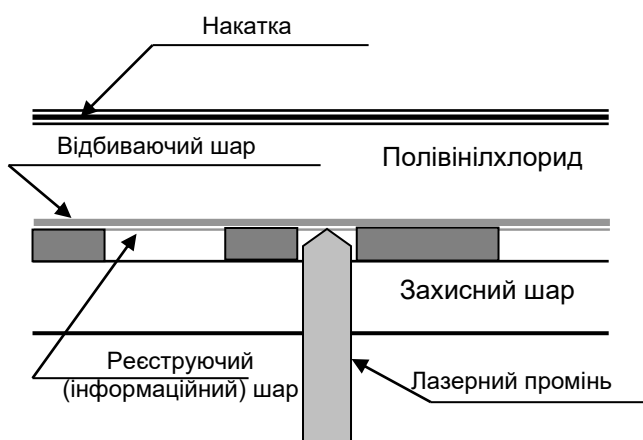 Накатка
Відбиваючий шар
Полівінілхлорид
Захисний шар
Реєструючий
(інформаційний) шар
Лазерний промінь